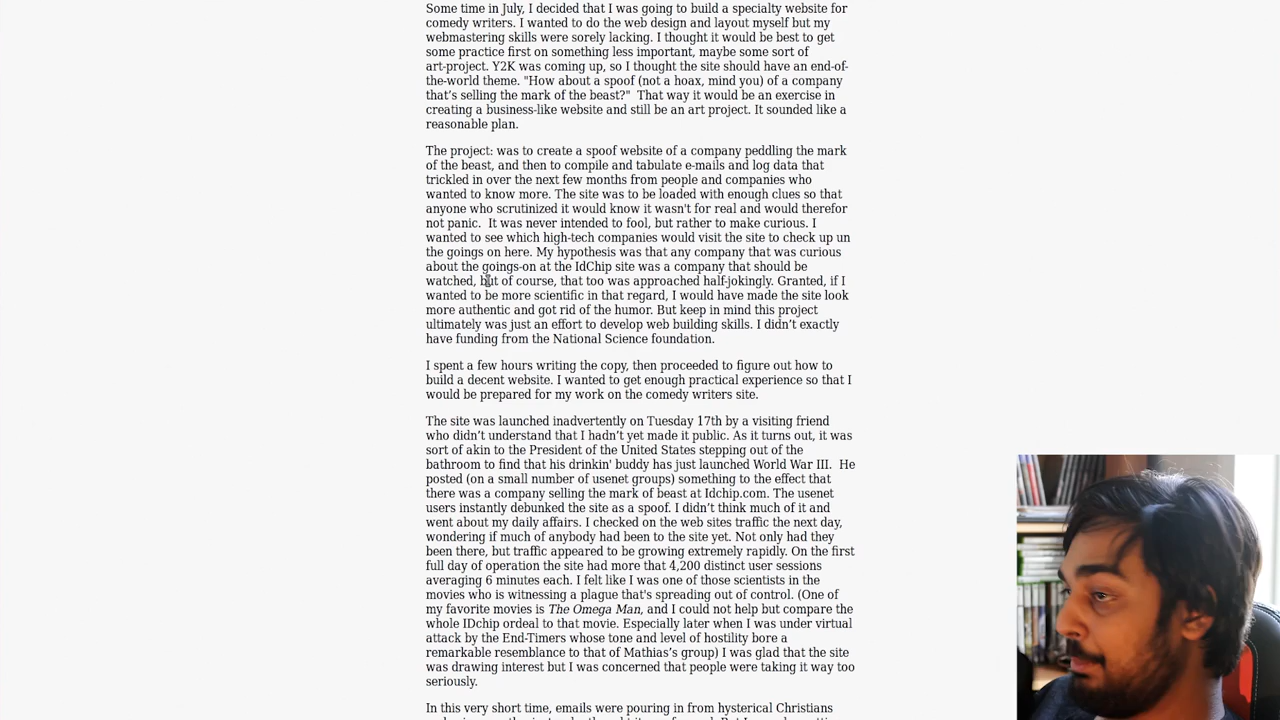 Some time in July, I decided that I was going to build a specialty website for
comedy writers. I wanted to do the web design and layout myself but my
webmastering skills were sorely lacking. I thought it would be best to get
some practice first on something less important, maybe some sort of
art-project. Y2K was coming up, so I thought the site should have an end-of-
the-world theme. "How about a spoof (not a hoax, mind you) of a company
that’s selling the mark of the beast?"  That way it would be an exercise in
creating a business-like website and still be an art project. It sounded like a
reasonable plan.
The project: was to create a spoof website of a company peddling the mark
of the beast, and then to compile and tabulate e-mails and log data that
trickled in over the next few months from people and companies who
wanted to know more. The site was to be loaded with enough clues so that
anyone who scrutinized it would know it wasn't for real and would therefor
not panic.  It was never intended to fool, but rather to make curious. I
wanted to see which high-tech companies would visit the site to check up un
the goings on here. My hypothesis was that any company that was curious
about the goings-on at the IdChip site was a company that should be
watched, but of course, that too was approached half-jokingly. Granted, if I
wanted to be more scientific in that regard, I would have made the site look
more authentic and got rid of the humor. But keep in mind this project
ultimately was just an effort to develop web building skills. I didn’t exactly
have funding from the National Science foundation.
I spent a few hours writing the copy, then proceeded to figure out how to
build a decent website. I wanted to get enough practical experience so that I
would be prepared for my work on the comedy writers site.
The site was launched inadvertently on Tuesday 17th by a visiting friend
who didn’t understand that I hadn’t yet made it public. As it turns out, it was
sort of akin to the President of the United States stepping out of the
bathroom to find that his drinkin' buddy has just launched World War III.  He
posted (on a small number of usenet groups) something to the effect that
there was a company selling the mark of beast at Idchip.com. The usenet
users instantly debunked the site as a spoof. I didn’t think much of it and
went about my daily affairs. I checked on the web sites traffic the next day,
wondering if much of anybody had been to the site yet. Not only had they
been there, but traffic appeared to be growing extremely rapidly. On the first
full day of operation the site had more that 4,200 distinct user sessions
averaging 6 minutes each. I felt like I was one of those scientists in the
movies who is witnessing a plague that's spreading out of control. (One of
my favorite movies is The Omega Man, and I could not help but compare the
whole IDchip ordeal to that movie. Especially later when I was under virtual
attack by the End-Timers whose tone and level of hostility bore a
remarkable resemblance to that of Mathias’s group) I was glad that the site
was drawing interest but I was concerned that people were taking it way too
seriously.
In this very short time, emails were pouring in from hysterical Christians